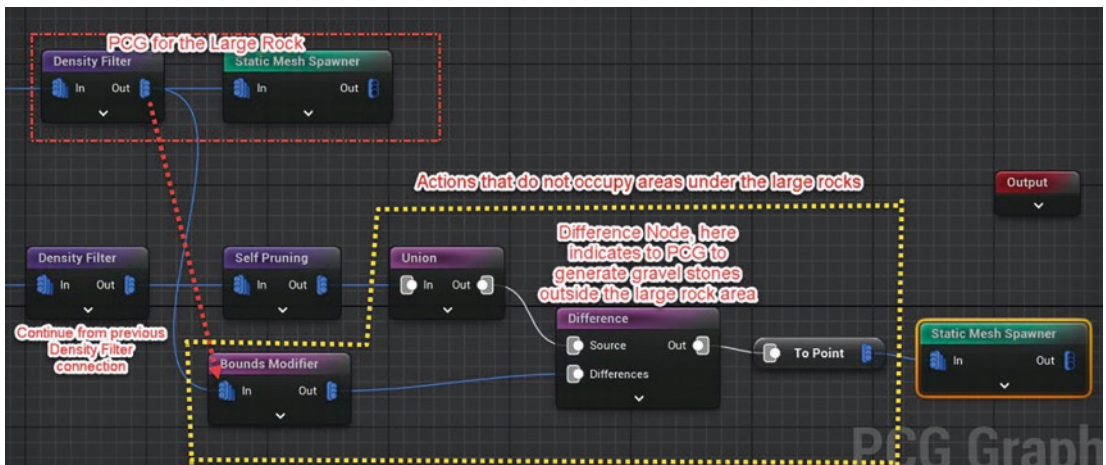 PCG for the Large Rock
Density Filter
In Out
Static Mesh Spawner
In Out
Actions that do not occupy areas under the large rocks
Output
Density Filter
In Out
Self Pruning
In Out
Union
In Out
Difference Node, here
indicates to PCG to
generate gravel stones
outside the large rock area
Continue from previous
Density Filter
connection
Bounds Modifier
In Out
Difference
Source Out
Differences
To Point
Static Mesh Spawner
In Out
PCG Graph